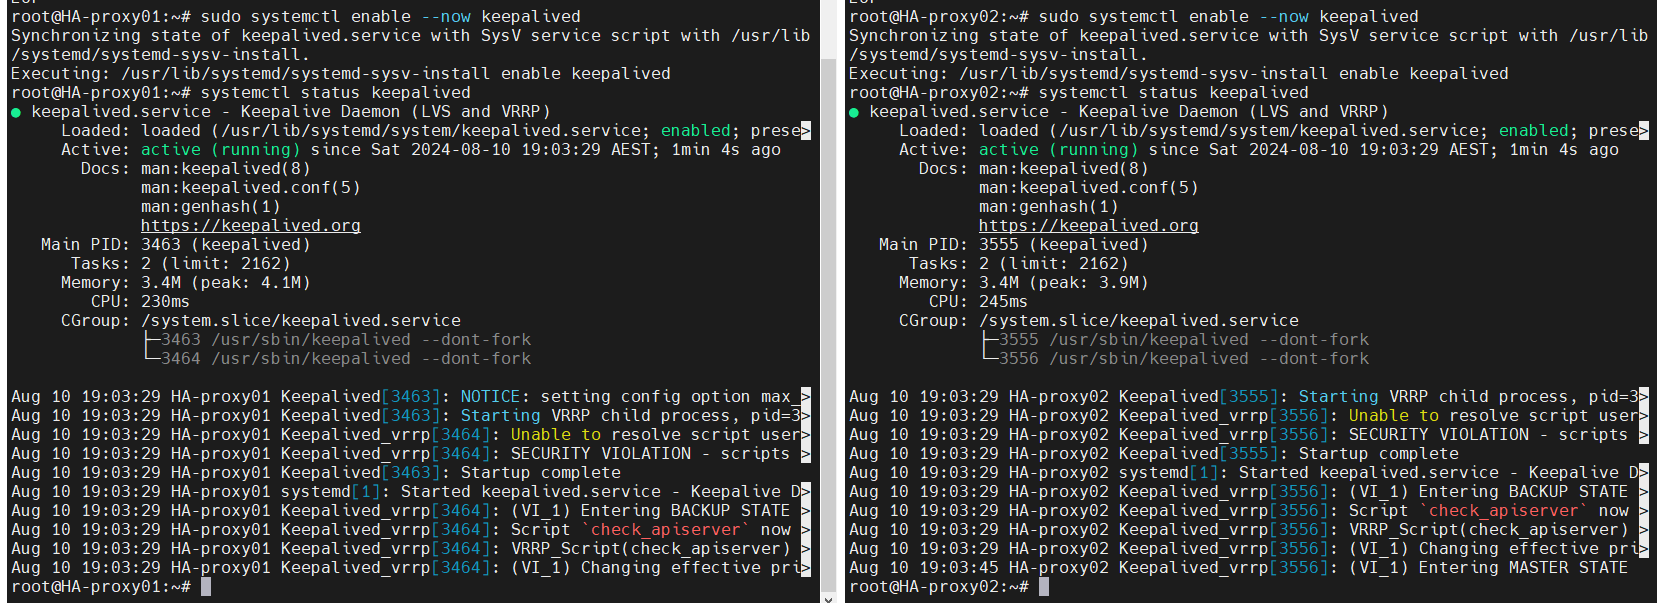 root@HA-proxy01:~# sudo systemctl enable --now keepalived
Synchronizing state of keepalived.service with SysV service script with /usr/lib
/systemd/systemd-sysv-install.
Executing: /usr/lib/systemd/systemd-sysv-install enable keepalived
root@HA-proxy01:~# systemctl status keepalived
● keepalived.service - Keepalive Daemon (LVS and VRRP)
Loaded: loaded (/usr/lib/systemd/system/keepalived.service; enabled; prese>
Active: active (running) since Sat 2024-08-10 19:03:29 AEST; 1min 4s ago
Docs: man:keepalived(8)
man:keepalived.conf(5)
man:genhash(1)
https://keepalived.org
Main PID: 3463 (keepalived)
Tasks: 2 (limit: 2162)
Memory: 3.4M (peak: 4.1M)
CPU: 230ms
CGroup: /system.slice/keepalived.service
├─3463 /usr/sbin/keepalived --dont-fork
└─3464 /usr/sbin/keepalived --dont-fork
Aug 10 19:03:29 HA-proxy01 Keepalived[3463]: NOTICE: setting config option max_>
Aug 10 19:03:29 HA-proxy01 Keepalived[3463]: Starting VRRP child process, pid=3>
Aug 10 19:03:29 HA-proxy01 Keepalived_vrrp[3464]: Unable to resolve script user>
Aug 10 19:03:29 HA-proxy01 Keepalived_vrrp[3464]: SECURITY VIOLATION - scripts >
Aug 10 19:03:29 HA-proxy01 Keepalived[3463]: Startup complete
Aug 10 19:03:29 HA-proxy01 systemd[1]: Started keepalived.service - Keepalive D>
Aug 10 19:03:29 HA-proxy01 Keepalived_vrrp[3464]: (VI_1) Entering BACKUP STATE >
Aug 10 19:03:29 HA-proxy01 Keepalived_vrrp[3464]: Script `check_apiserver` now >
Aug 10 19:03:29 HA-proxy01 Keepalived_vrrp[3464]: VRRP_Script(check_apiserver) >
Aug 10 19:03:29 HA-proxy01 Keepalived_vrrp[3464]: (VI_1) Changing effective pri>
root@HA-proxy01:~#
root@HA-proxy02:~# sudo systemctl enable --now keepalived
Synchronizing state of keepalived.service with SysV service script with /usr/lib
/systemd/systemd-sysv-install.
Executing: /usr/lib/systemd/systemd-sysv-install enable keepalived
root@HA-proxy02:~# systemctl status keepalived
● keepalived.service - Keepalive Daemon (LVS and VRRP)
Loaded: loaded (/usr/lib/systemd/system/keepalived.service; enabled; prese>
Active: active (running) since Sat 2024-08-10 19:03:29 AEST; 1min 4s ago
Docs: man:keepalived(8)
man:keepalived.conf(5)
man:genhash(1)
https://keepalived.org
Main PID: 3555 (keepalived)
Tasks: 2 (limit: 2162)
Memory: 3.4M (peak: 3.9M)
CPU: 245ms
CGroup: /system.slice/keepalived.service
├─3555 /usr/sbin/keepalived --dont-fork
└─3556 /usr/sbin/keepalived --dont-fork
Aug 10 19:03:29 HA-proxy02 Keepalived[3555]: Starting VRRP child process, pid=3>
Aug 10 19:03:29 HA-proxy02 Keepalived_vrrp[3556]: Unable to resolve script user>
Aug 10 19:03:29 HA-proxy02 Keepalived_vrrp[3556]: SECURITY VIOLATION - scripts >
Aug 10 19:03:29 HA-proxy02 Keepalived[3555]: Startup complete
Aug 10 19:03:29 HA-proxy02 systemd[1]: Started keepalived.service - Keepalive D>
Aug 10 19:03:29 HA-proxy02 Keepalived_vrrp[3556]: (VI_1) Entering BACKUP STATE >
Aug 10 19:03:29 HA-proxy02 Keepalived_vrrp[3556]: Script `check_apiserver` now >
Aug 10 19:03:29 HA-proxy02 Keepalived_vrrp[3556]: VRRP_Script(check_apiserver) >
Aug 10 19:03:29 HA-proxy02 Keepalived_vrrp[3556]: (VI_1) Changing effective pri>
Aug 10 19:03:45 HA-proxy02 Keepalived_vrrp[3556]: (VI_1) Entering MASTER STATE
root@HA-proxy02:~#